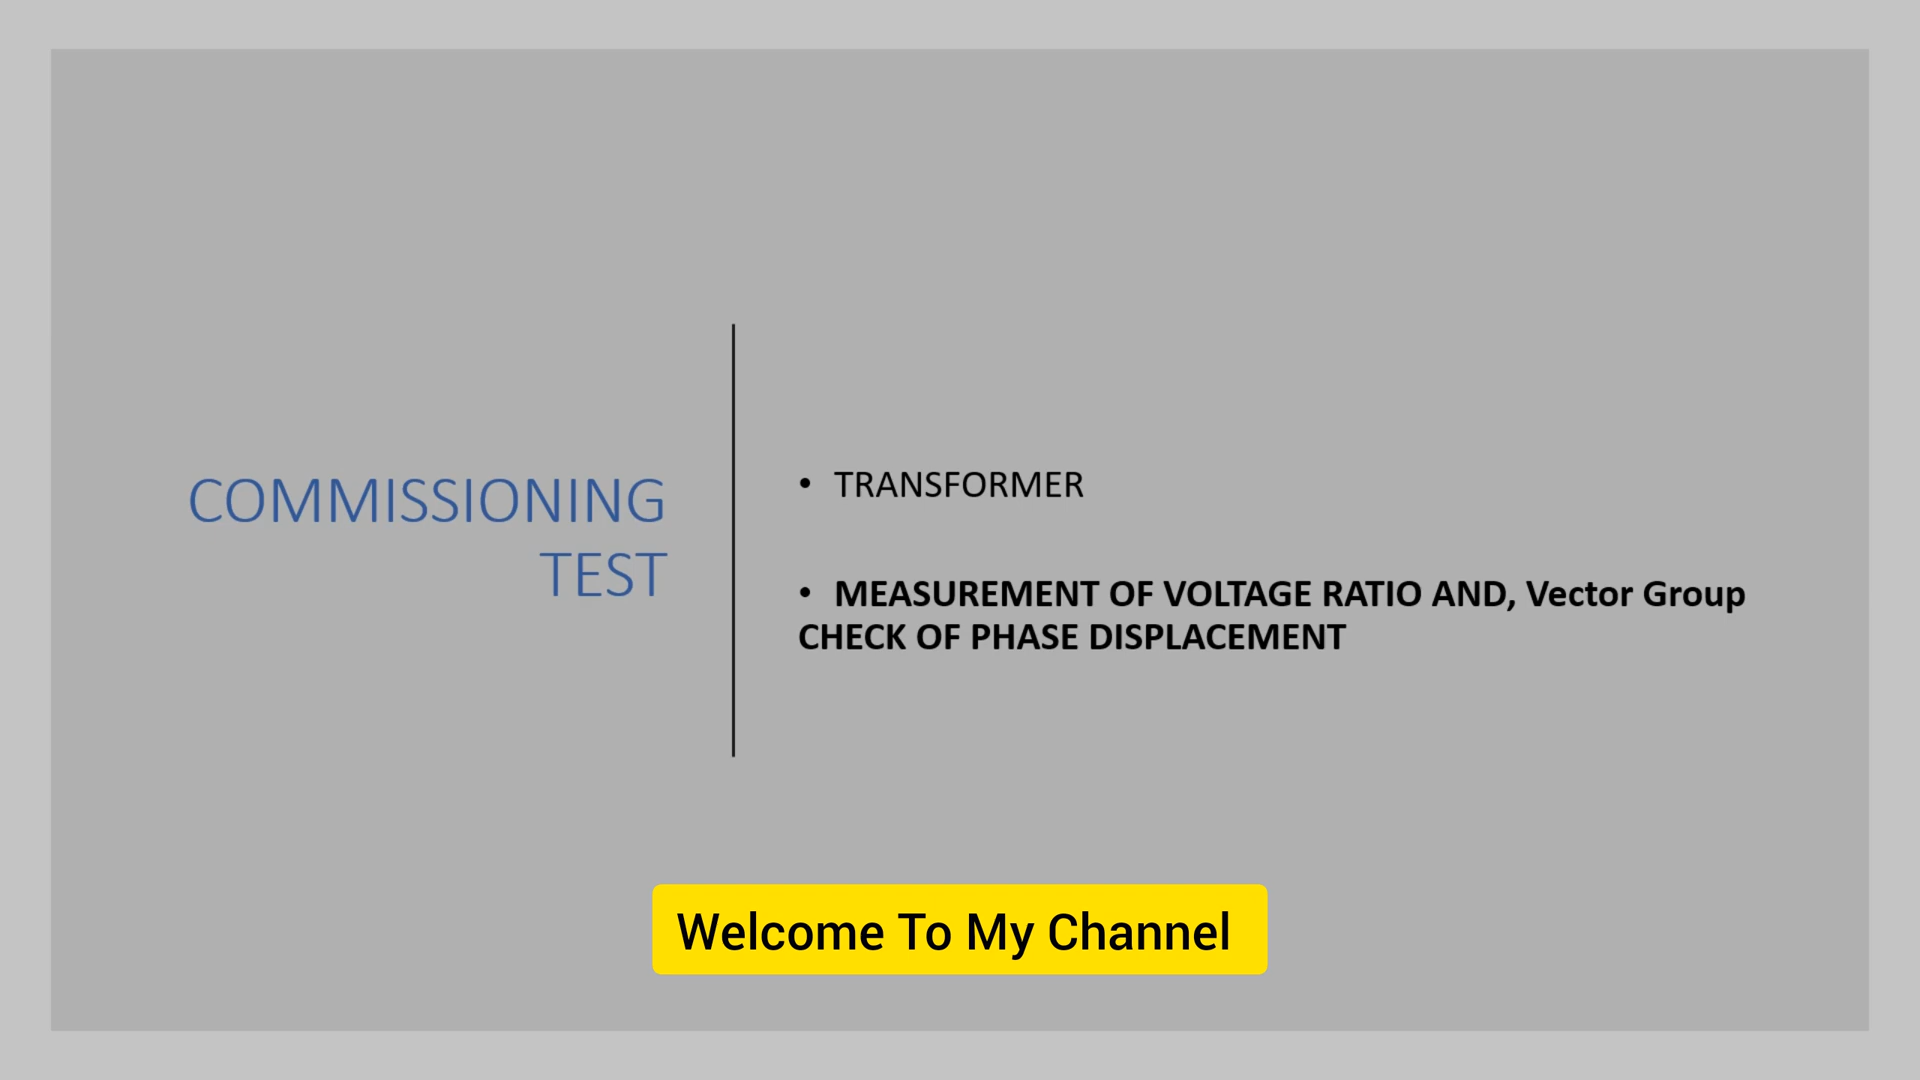 COMMISSIONING
TEST
• TRANSFORMER
• MEASUREMENT OF VOLTAGE RATIO AND, Vector Group
CHECK OF PHASE DISPLACEMENT
Welcome To My Channel